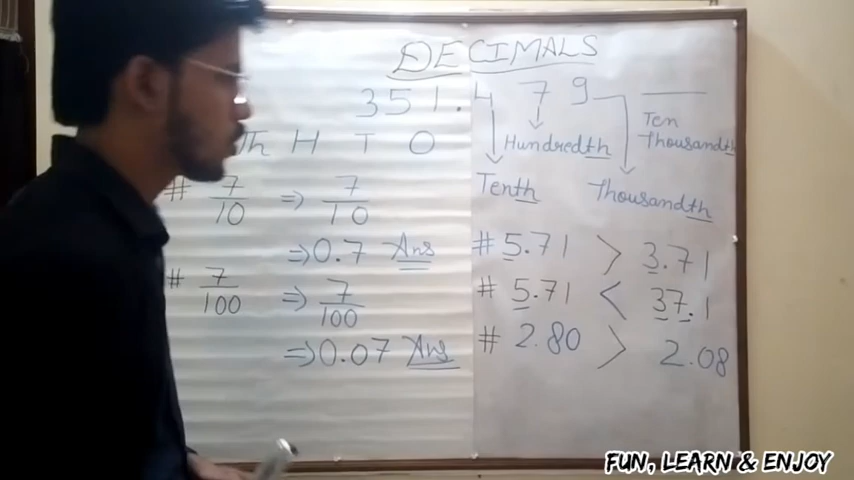 DECIMALS
351.479 ____
Th H T O
Tenth
Hundredth
Thousandth
Ten
Thousandth
# 7/10 ⇒ 7/10
⇒ 0.7 Ans
# 7/100 ⇒ 7/100
⇒ 0.07 Ans
# 5.71 > 3.71
# 5.71 < 37.1
# 2.80 > 2.08
FUN, LEARN & ENJOY